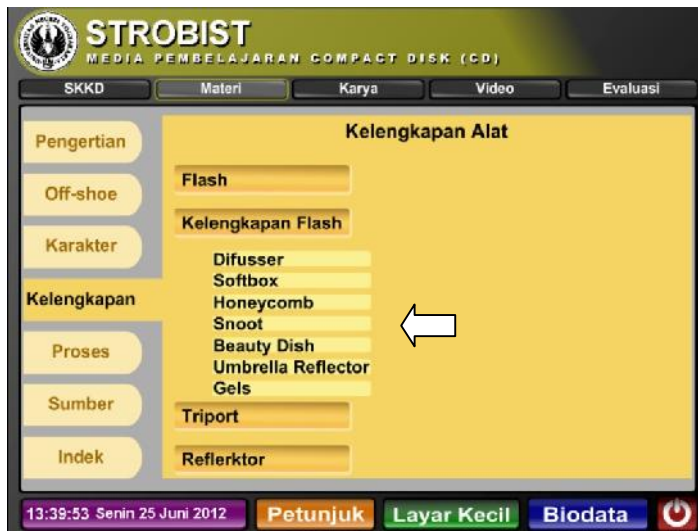 STROBIST
MEDIA PEMBELAJARAN COMPACT DISK (CD)
SKKD Materi Karya Video Evaluasi
Kelengkapan Alat
Pengertian
Off-shoe
Karakter
Kelengkapan
Proses
Sumber
Indek
Flash
Kelengkapan Flash
Difusser
Softbox
Honeycomb
Snoot
Beauty Dish
Umbrella Reflector
Gels
Triport
Reflerktor
13:39:53 Senin 25 Juni 2012 Petunjuk Layar Kecil Biodata